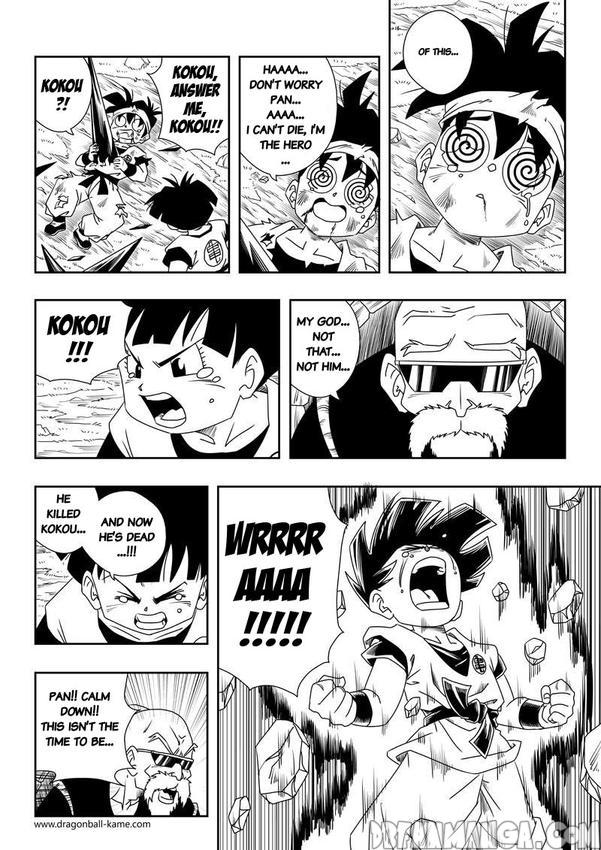 KOKOU
?!
KOKOU,
ANSWER
ME,
KOKOU!!
HAAAA...
DON'T WORRY
PAN...
AAAA...
I CAN'T DIE, I'M
THE HERO
...
OF THIS...
KOKOU
!!!
MY GOD...
NOT
THAT...
NOT HIM...
HE
KILLED
KOKOU...
AND NOW
HE'S DEAD
...!!!
WRRRR
AAAA
!!!!!
PAN!! CALM
DOWN!!
THIS ISN'T THE
TIME TO BE...
www.dragonball-kame.com